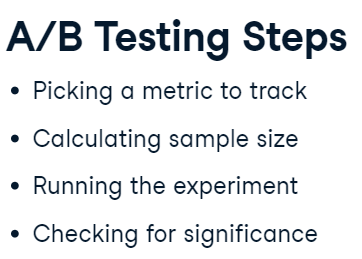 A/B Testing Steps
• Picking a metric to track
• Calculating sample size
• Running the experiment
• Checking for significance